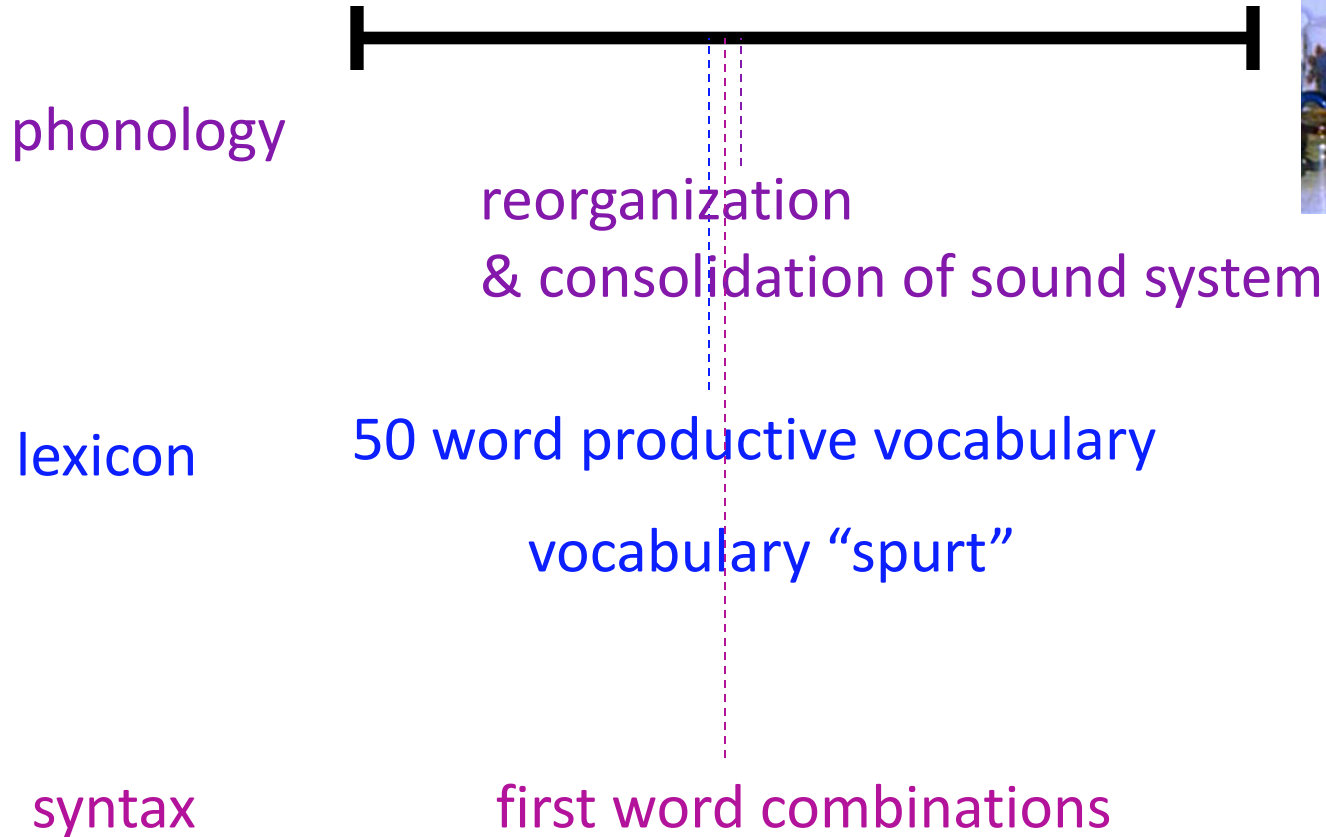 phonology
reorganization
& consolidation of sound system
lexicon
50 word productive vocabulary
vocabulary “spurt”
syntax
first word combinations